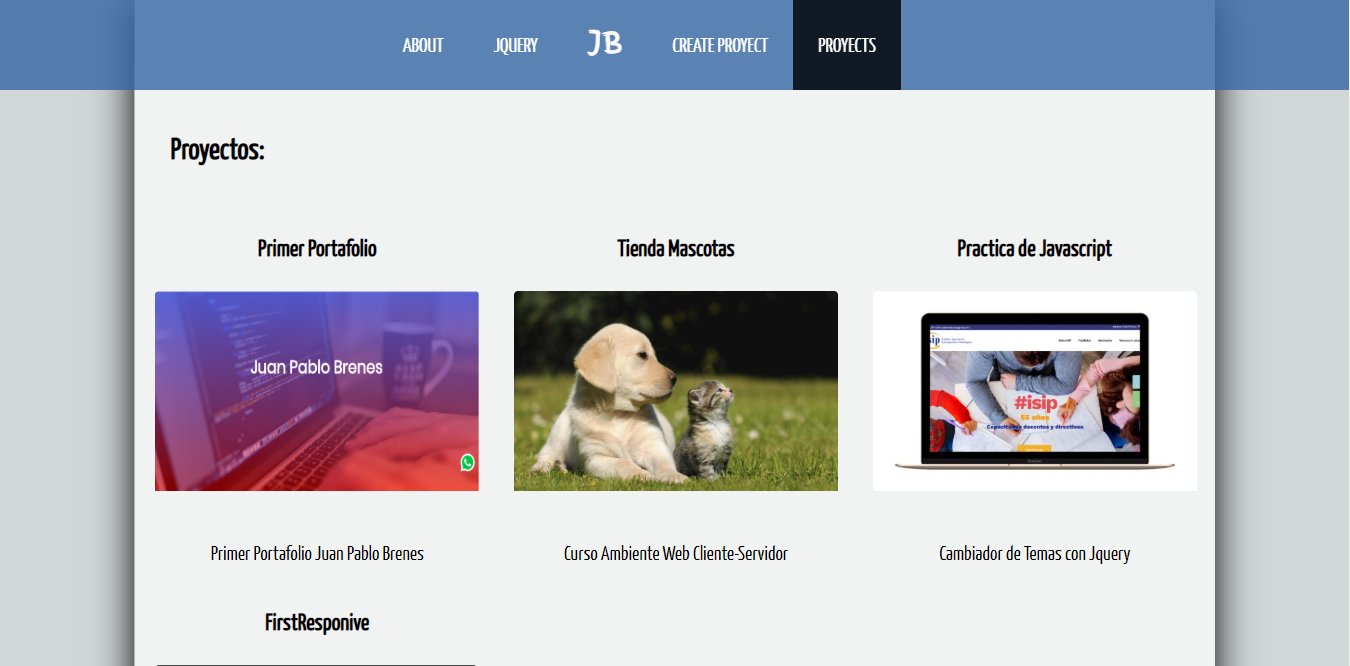 ABOUT JQUERY JB CREATE PROYECT PROYECTS
Proyectos:
Primer Portafolio Tienda Mascotas Practica de Javascript
Juan Pablo Brenes
#isip
55 años
Capacitando docentes y directivos
Primer Portafolio Juan Pablo Brenes Curso Ambiente Web Cliente-Servidor Cambiador de Temas con Jquery
FirstResponive